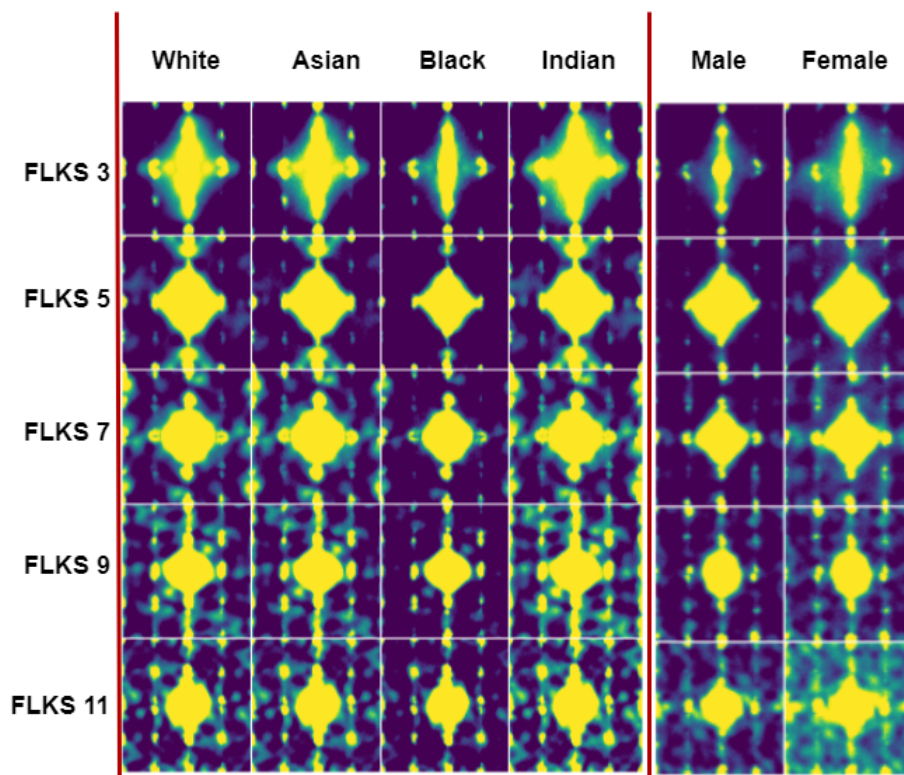 White Asian Black Indian Male Female
FLKS 3
FLKS 5
FLKS 7
FLKS 9
FLKS 11